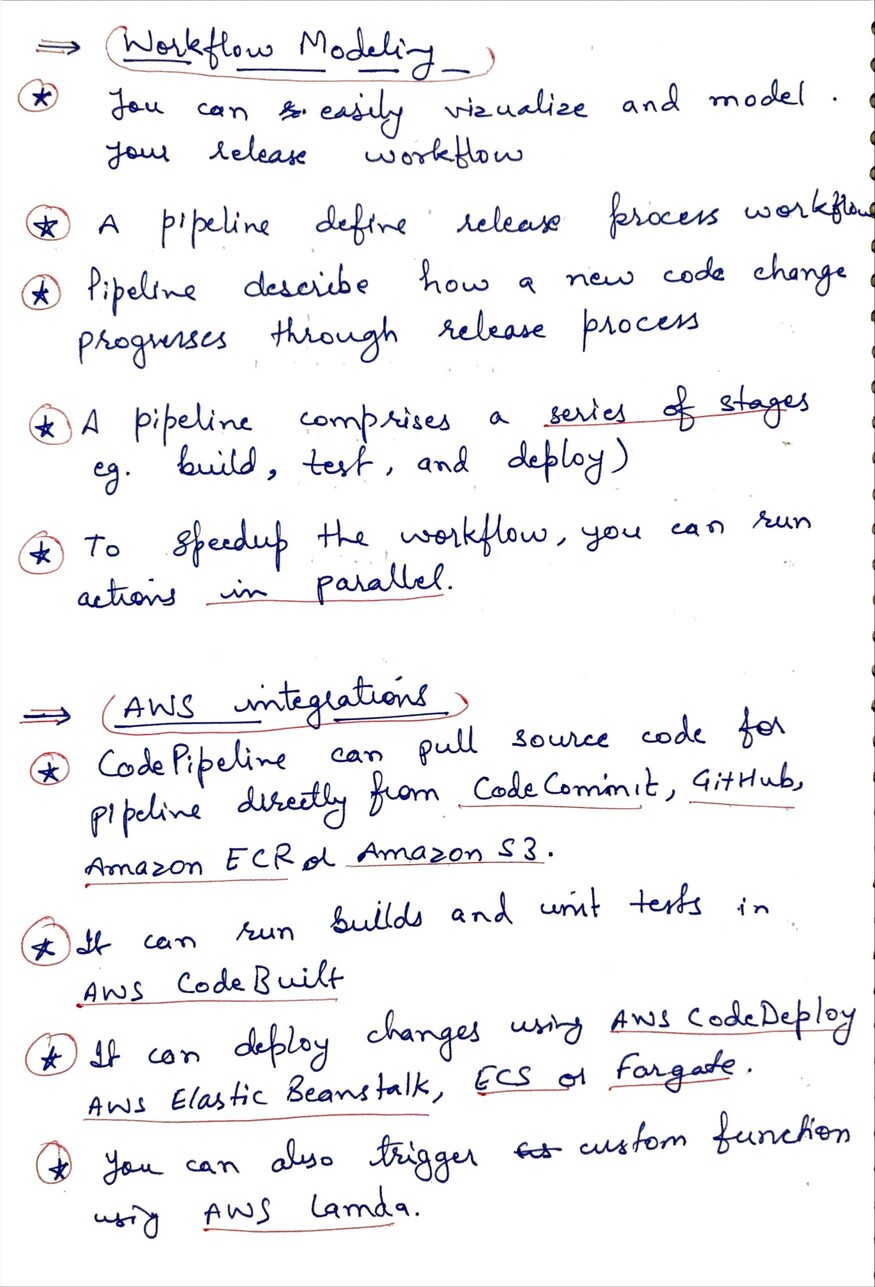 ⇒ Workflow Modeling
★ You can easily vizualize and model.
your release workflow
★ A pipeline define release process workflow
★ Pipeline describe how a new code change
progresses through release process
★ A pipeline comprises a series of stages
eg. build, test, and deploy)
★ To speedup the workflow, you can run
actions in parallel.
⇒ AWS integrations
★ CodePipeline can pull source code for
pipeline directly from CodeCommit, GitHub,
Amazon ECR or Amazon S3.
★ It can run builds and unit tests in
AWS CodeBuilt
★ It can deploy changes using AWS CodeDeploy
AWS Elastic Beanstalk, ECS or Fargate.
★ You can also trigger custom function
using AWS Lamda.